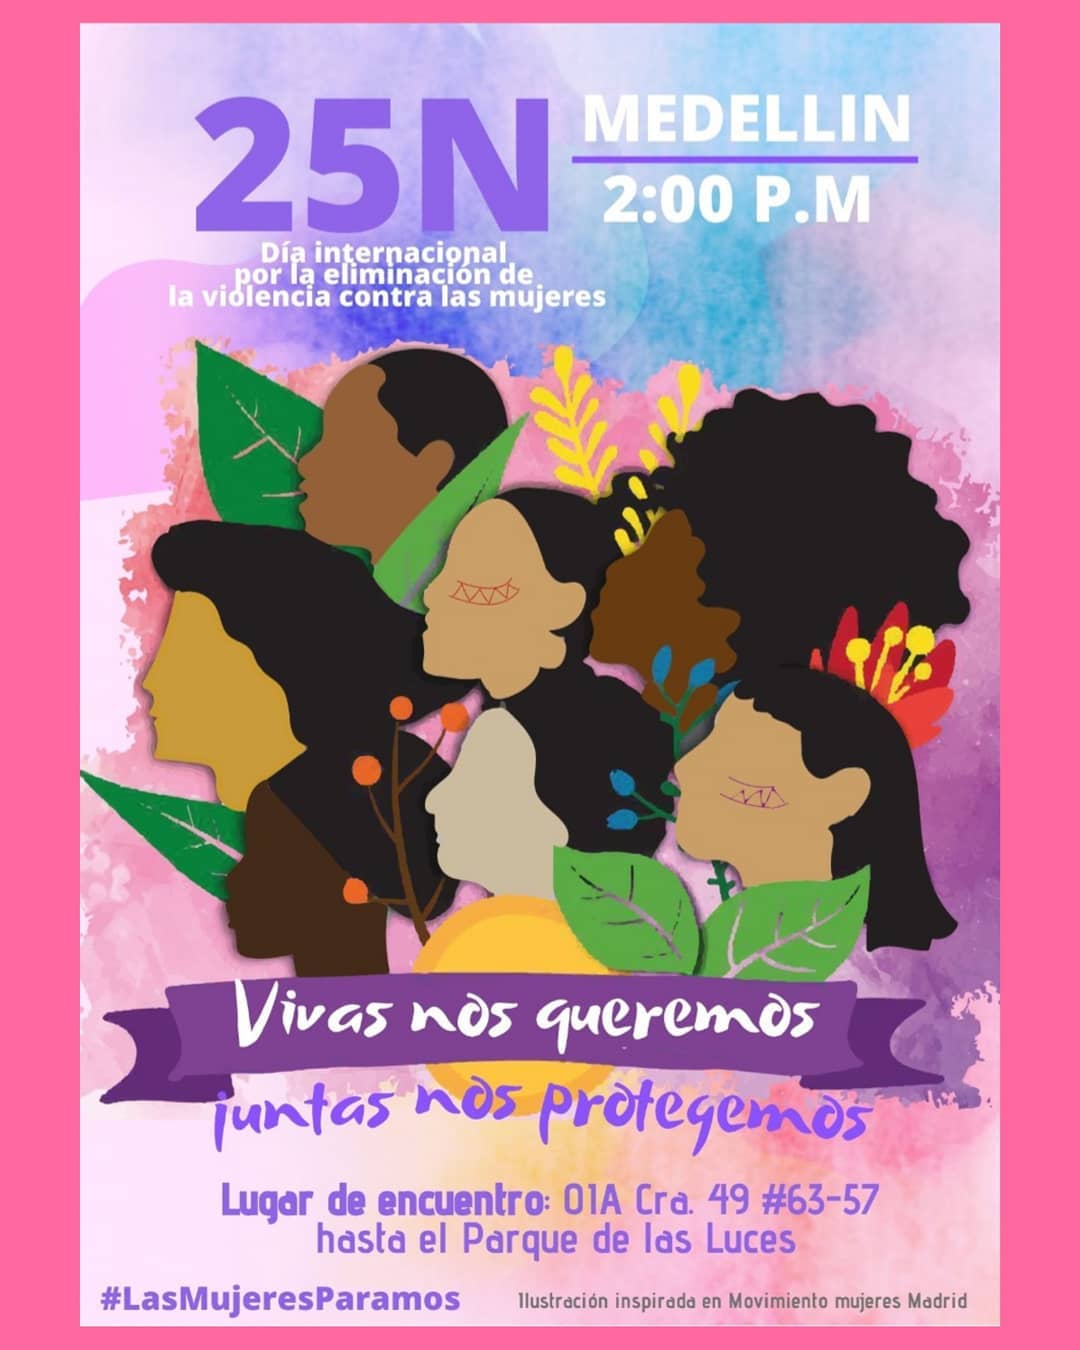 25N
MEDELLIN
2:00 P.M
Día internacional
por la eliminación de
la violencia contra las mujeres
Vivas nos queremos
juntas nos protegemos
Lugar de encuentro: 01A Cra. 49 #63-57
hasta el Parque de las Luces
#LasMujeresParamos
Ilustración inspirada en Movimiento mujeres Madrid